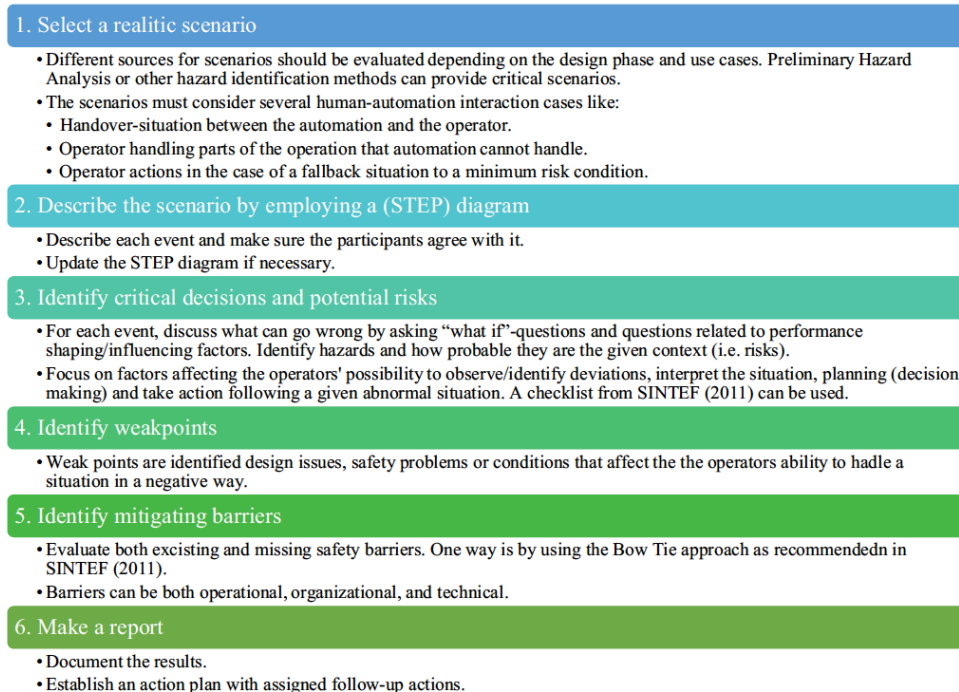 1. Select a realitic scenario
• Different sources for scenarios should be evaluated depending on the design phase and use cases. Preliminary Hazard
Analysis or other hazard identification methods can provide critical scenarios.
• The scenarios must consider several human-automation interaction cases like:
• Handover-situation between the automation and the operator.
• Operator handling parts of the operation that automation cannot handle.
• Operator actions in the case of a fallback situation to a minimum risk condition.
2. Describe the scenario by employing a (STEP) diagram
• Describe each event and make sure the participants agree with it.
• Update the STEP diagram if necessary.
3. Identify critical decisions and potential risks
• For each event, discuss what can go wrong by asking “what if”-questions and questions related to performance
shaping/influencing factors. Identify hazards and how probable they are the given context (i.e. risks).
• Focus on factors affecting the operators' possibility to observe/identify deviations, interpret the situation, planning (decision
making) and take action following a given abnormal situation. A checklist from SINTEF (2011) can be used.
4. Identify weakpoints
• Weak points are identified design issues, safety problems or conditions that affect the the operators ability to hadle a
situation in a negative way.
5. Identify mitigating barriers
• Evaluate both excisting and missing safety barriers. One way is by using the Bow Tie approach as recommendedn in
SINTEF (2011).
• Barriers can be both operational, organizational, and technical.
6. Make a report
• Document the results.
• Establish an action plan with assigned follow-up actions.